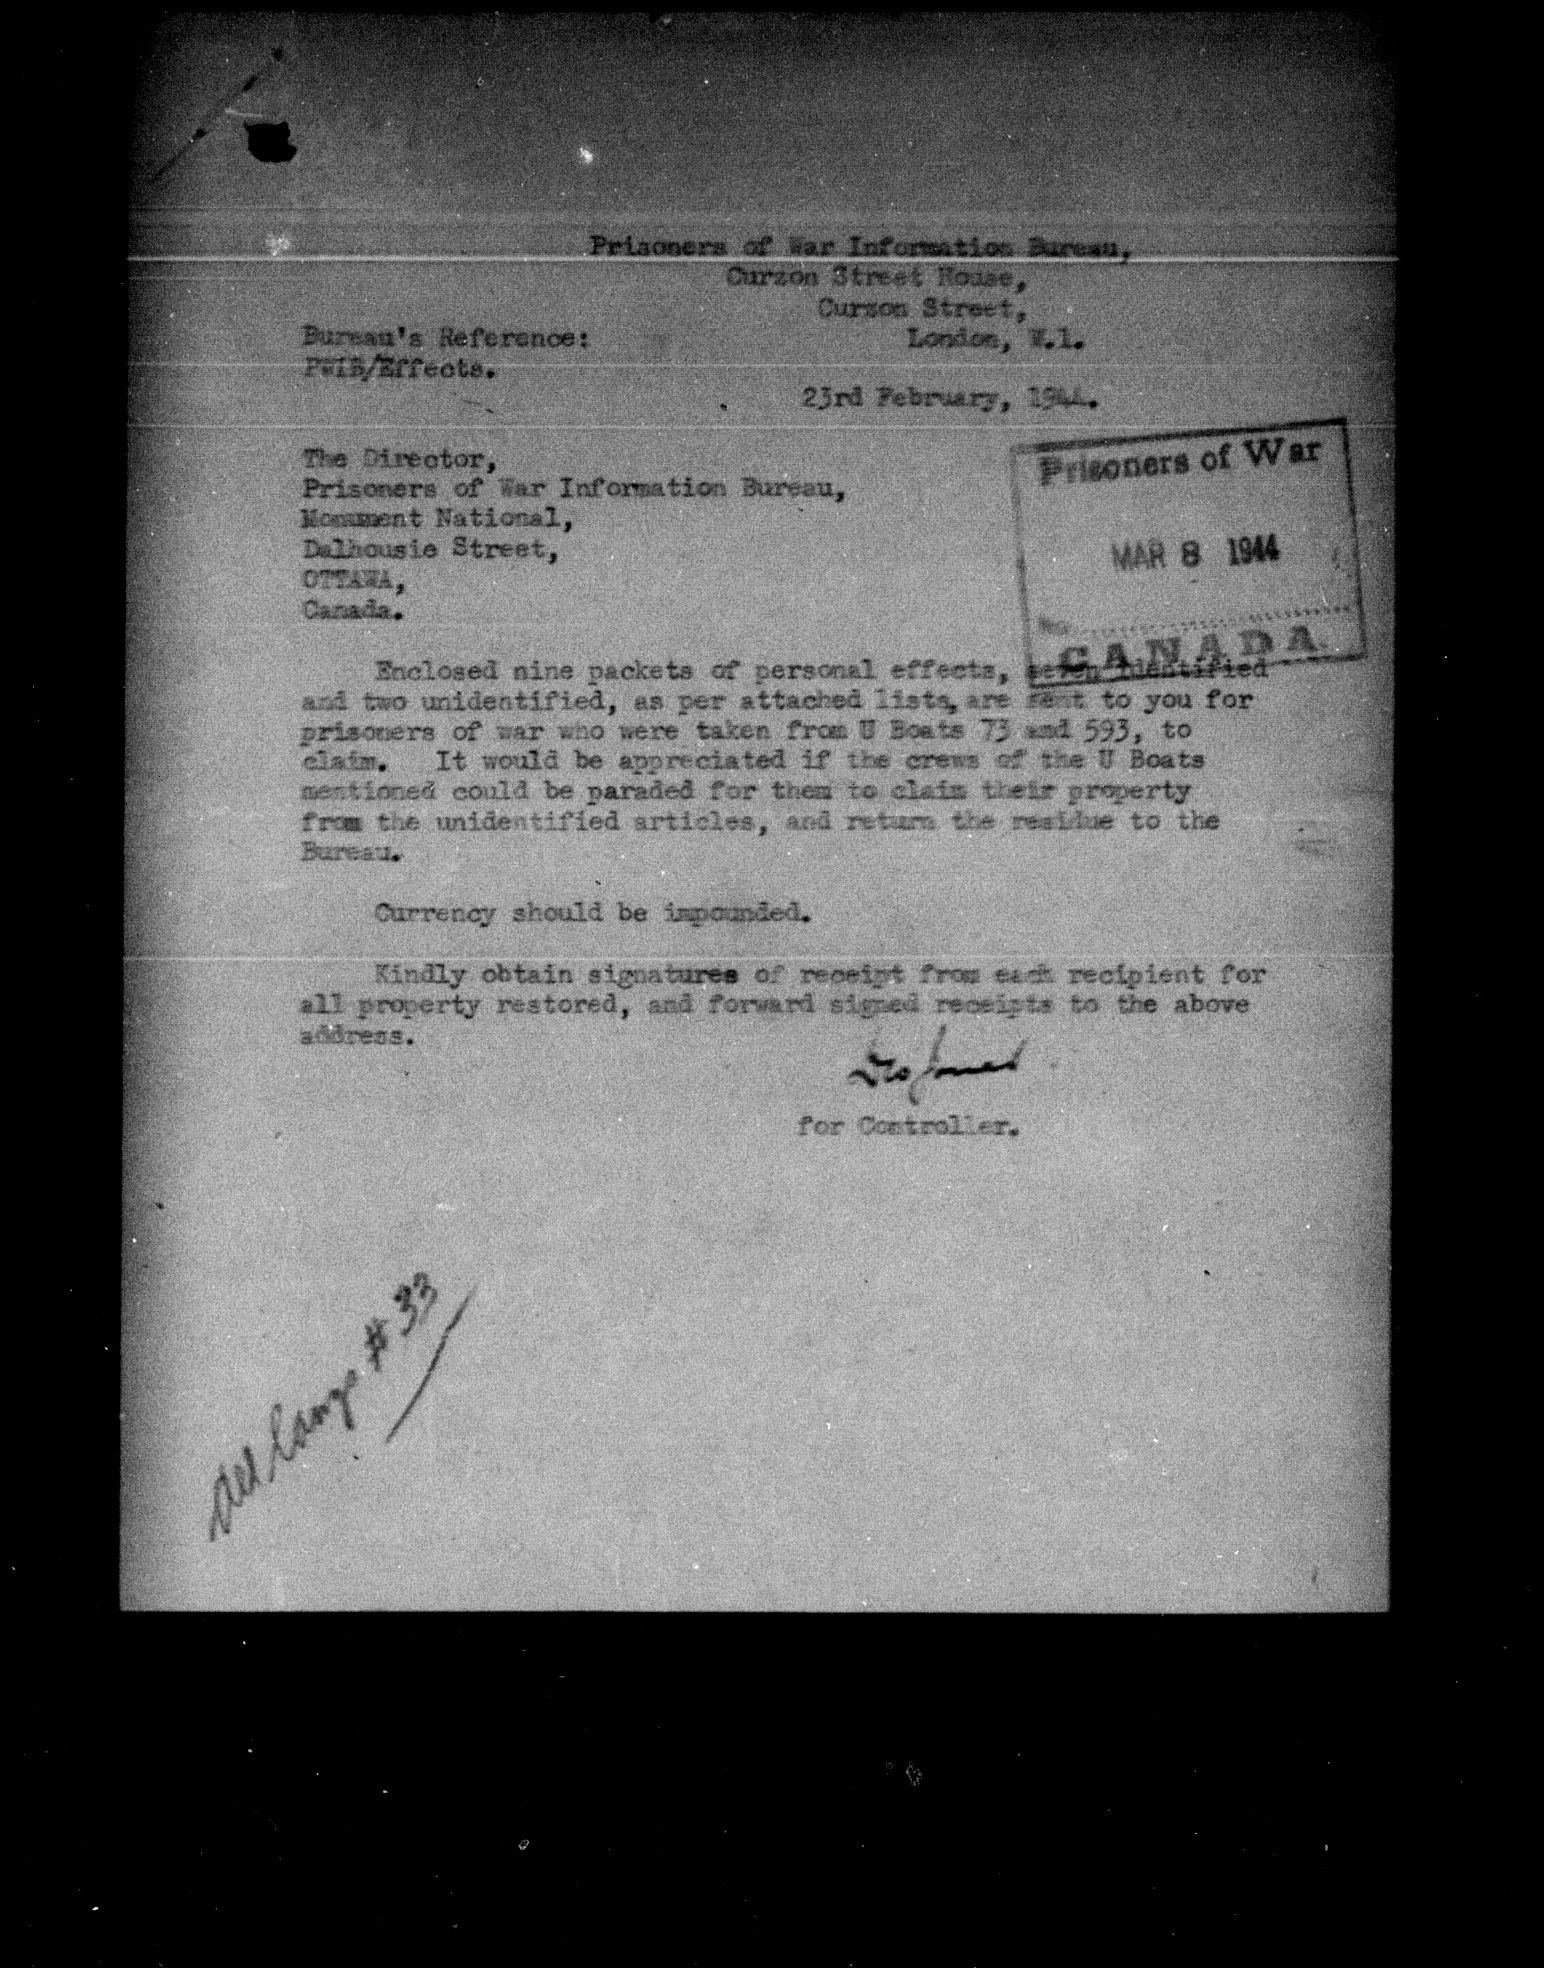 Prisoners of War Information Bureau,
Curzon Street House,
Curzon Street,
London, W.1.
Bureau's Reference:
PWIB/Effects.
23rd February, 1944.
The Director,
Prisoners of War Information Bureau,
Monument National,
Dalhousie Street,
OTTAWA,
Canada.
Prisoners of War
MAR 8 1944
CANADA
Enclosed nine packets of personal effects, seven identified
and two unidentified, as per attached lists, are sent to you for
prisoners of war who were taken from U Boats 73 and 593, to
claim. It would be appreciated if the crews of the U Boats
mentioned could be paraded for them to claim their property
from the unidentified articles, and return the residue to the
Bureau.
Currency should be impounded.
Kindly obtain signatures of receipt from each recipient for
all property restored, and forward signed receipts to the above
address.
for Controller.
All Camps # 33